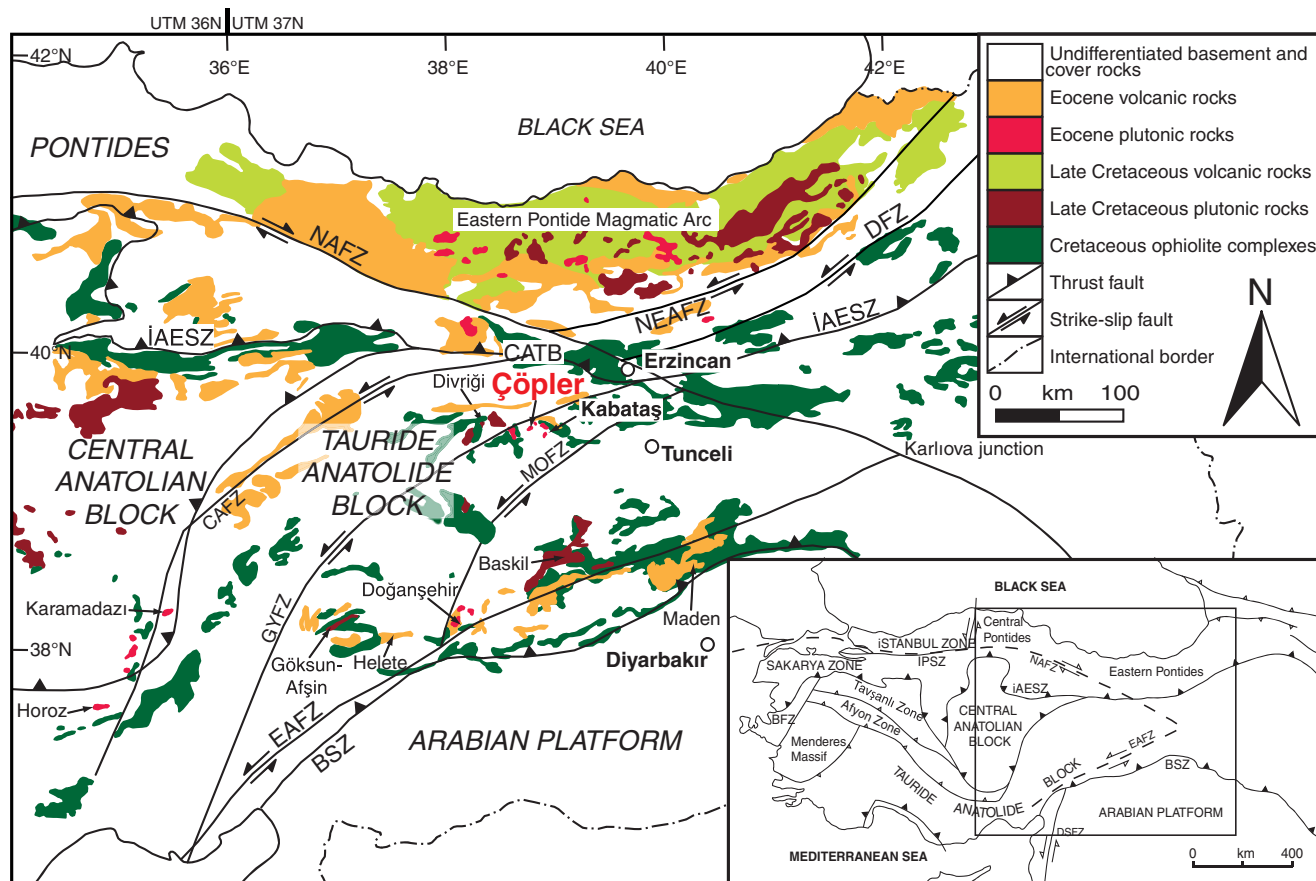 UTM 36N UTM 37N
42°N
36°E
38°E
40°E
42°E
BLACK SEA
PONTIDES
Eastern Pontide Magmatic Arc
NAFZ
DFZ
NEAFZ
İAESZ
İAESZ
40°N
CATB
Erzincan
Divriği
Çöpler
Kabataş
CENTRAL
ANATOLIAN
BLOCK
TAURIDE
ANATOLIDE
BLOCK
MOFZ
Tunceli
Karlıova junction
CAFZ
Baskil
Karamadazı
GYFZ
Doğanşehir
Maden
38°N
Göksun-
Afşin
Helete
Diyarbakır
Horoz
EAFZ
BSZ
ARABIAN PLATFORM
Undifferentiated basement and
cover rocks
Eocene volcanic rocks
Eocene plutonic rocks
Late Cretaceous volcanic rocks
Late Cretaceous plutonic rocks
Cretaceous ophiolite complexes
Thrust fault
Strike-slip fault
International border
0 km 100
N
BLACK SEA
Central
Pontides
iSTANBUL ZONE
IPSZ
SAKARYA ZONE
NAFZ
Eastern Pontides
iAESZ
Tavşanlı Zone
Afyon Zone
CENTRAL
ANATOLIAN
BLOCK
BFZ
Menderes
Massif
EAFZ
BSZ
TAURIDE
ANATOLIDE
BLOCK
ARABIAN PLATFORM
DSFZ
MEDITERRANEAN SEA
0 km 400